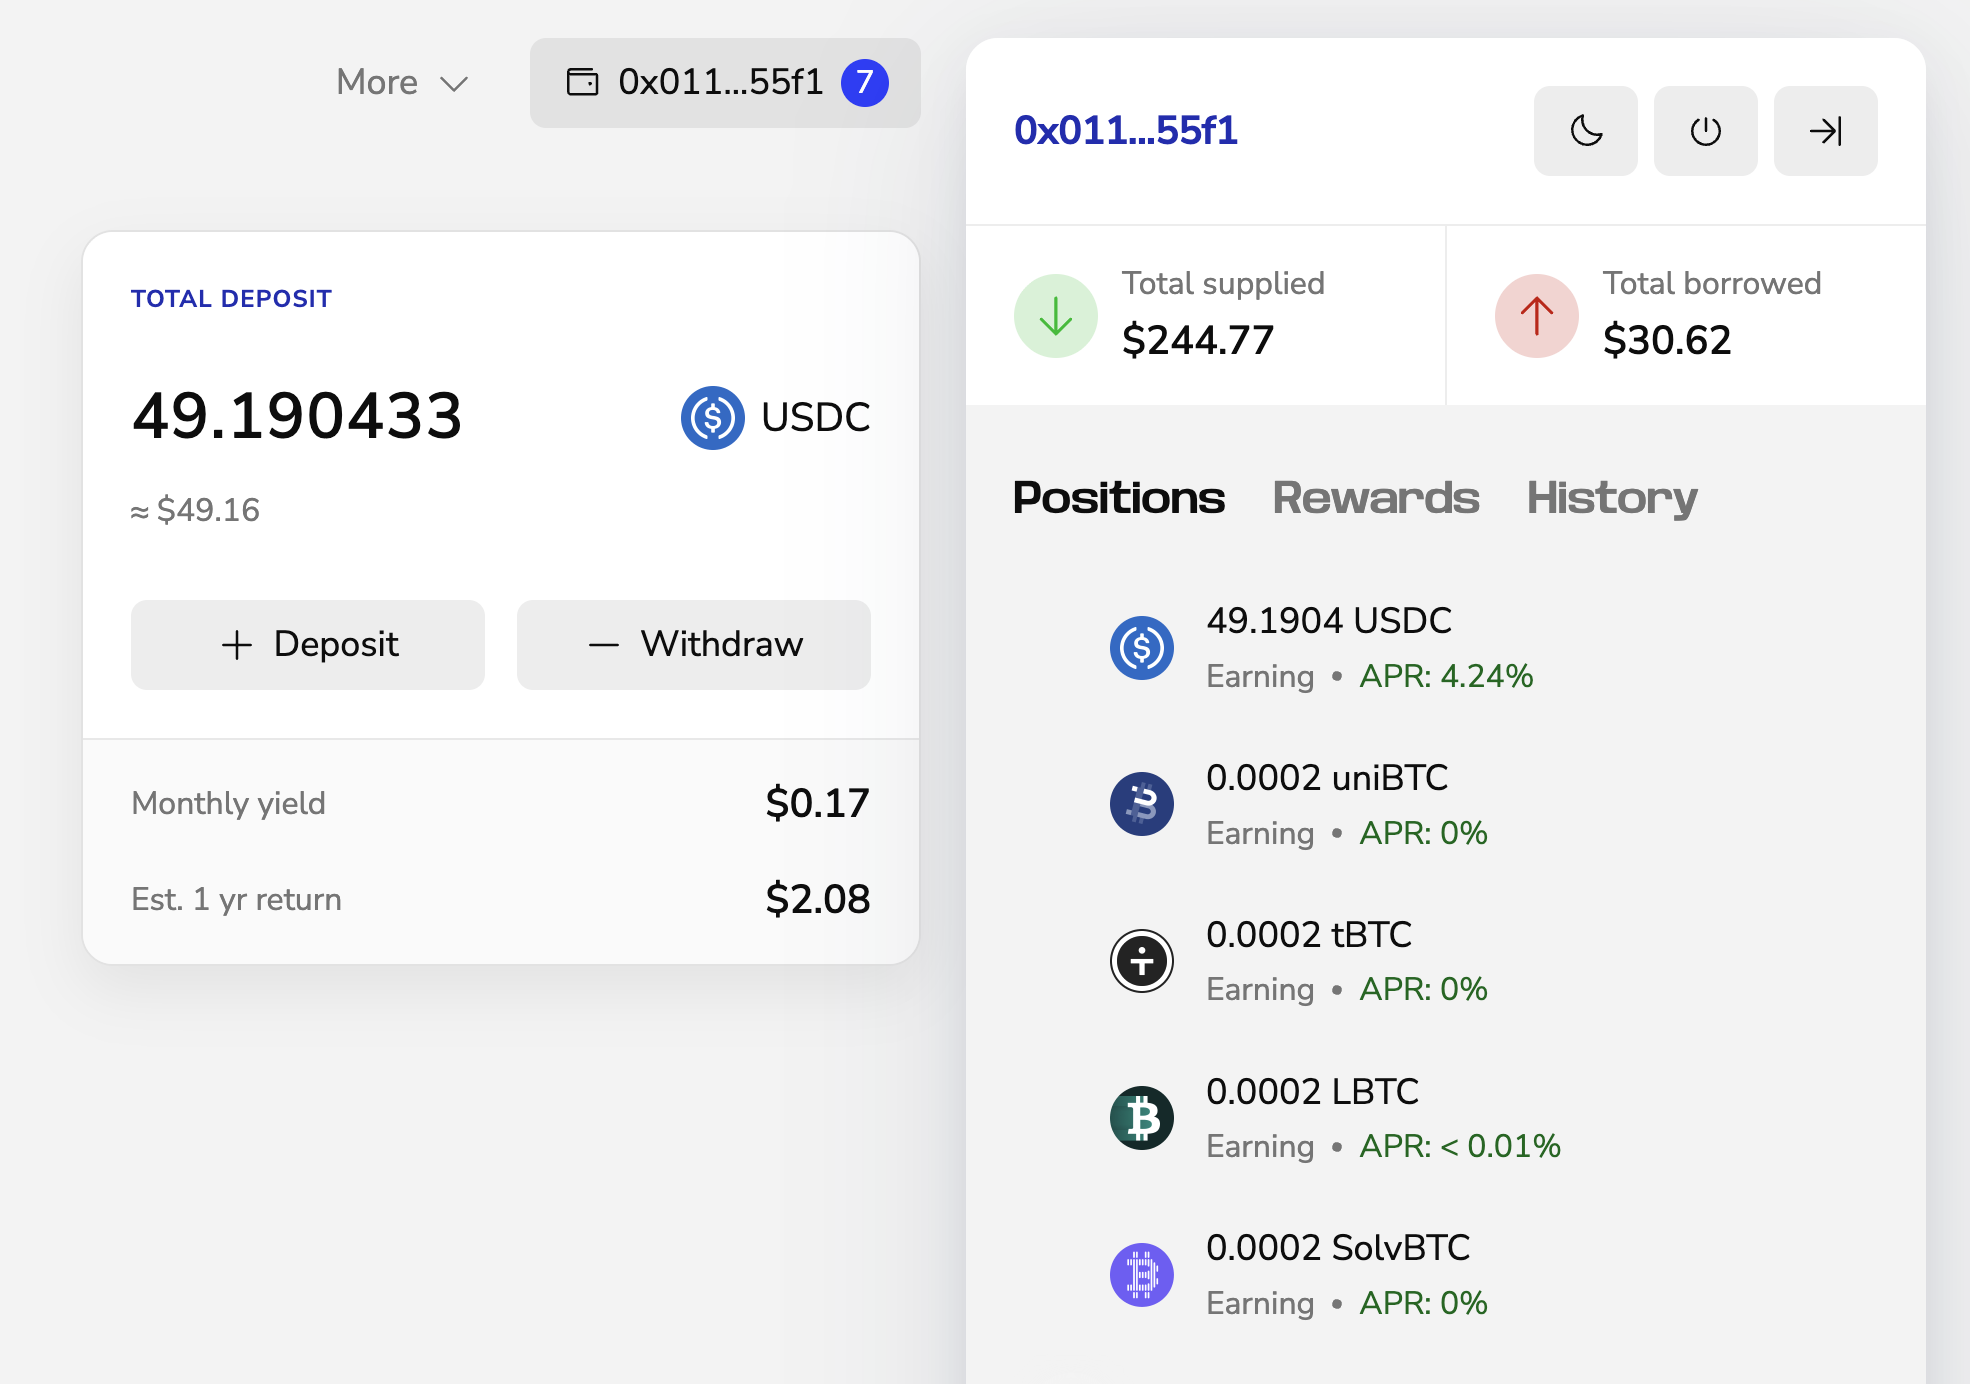 More
0x011...55f1 7
TOTAL DEPOSIT
49.190433 USDC
≈ $49.16
Deposit Withdraw
Monthly yield $0.17
Est. 1 yr return $2.08
0x011...55f1
Total supplied
$244.77
Total borrowed
$30.62
Positions Rewards History
49.1904 USDC
Earning • APR: 4.24%
0.0002 uniBTC
Earning • APR: 0%
0.0002 tBTC
Earning • APR: 0%
0.0002 LBTC
Earning • APR: < 0.01%
0.0002 SolvBTC
Earning • APR: 0%